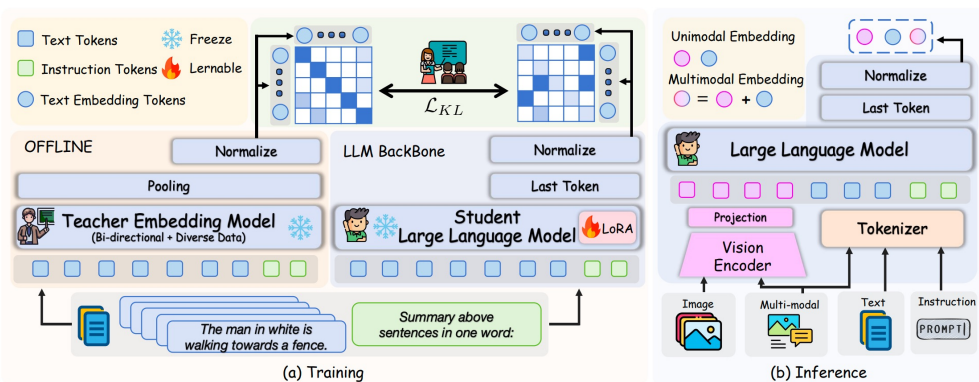 Text Tokens
Freeze
Instruction Tokens
Lernable
Text Embedding Tokens
ℒ_KL
OFFLINE
Normalize
LLM BackBone
Normalize
Pooling
Last Token
Teacher Embedding Model
(Bi-directional + Diverse Data)
Student
Large Language Model
LoRA
The man in white is
walking towards a fence.
Summary above
sentences in one word:
(a) Training
Unimodal Embedding
Multimodal Embedding
= +
Normalize
Last Token
Large Language Model
Projection
Vision
Encoder
Tokenizer
Image
Multi-modal
Text
Instruction
PROMPT
(b) Inference